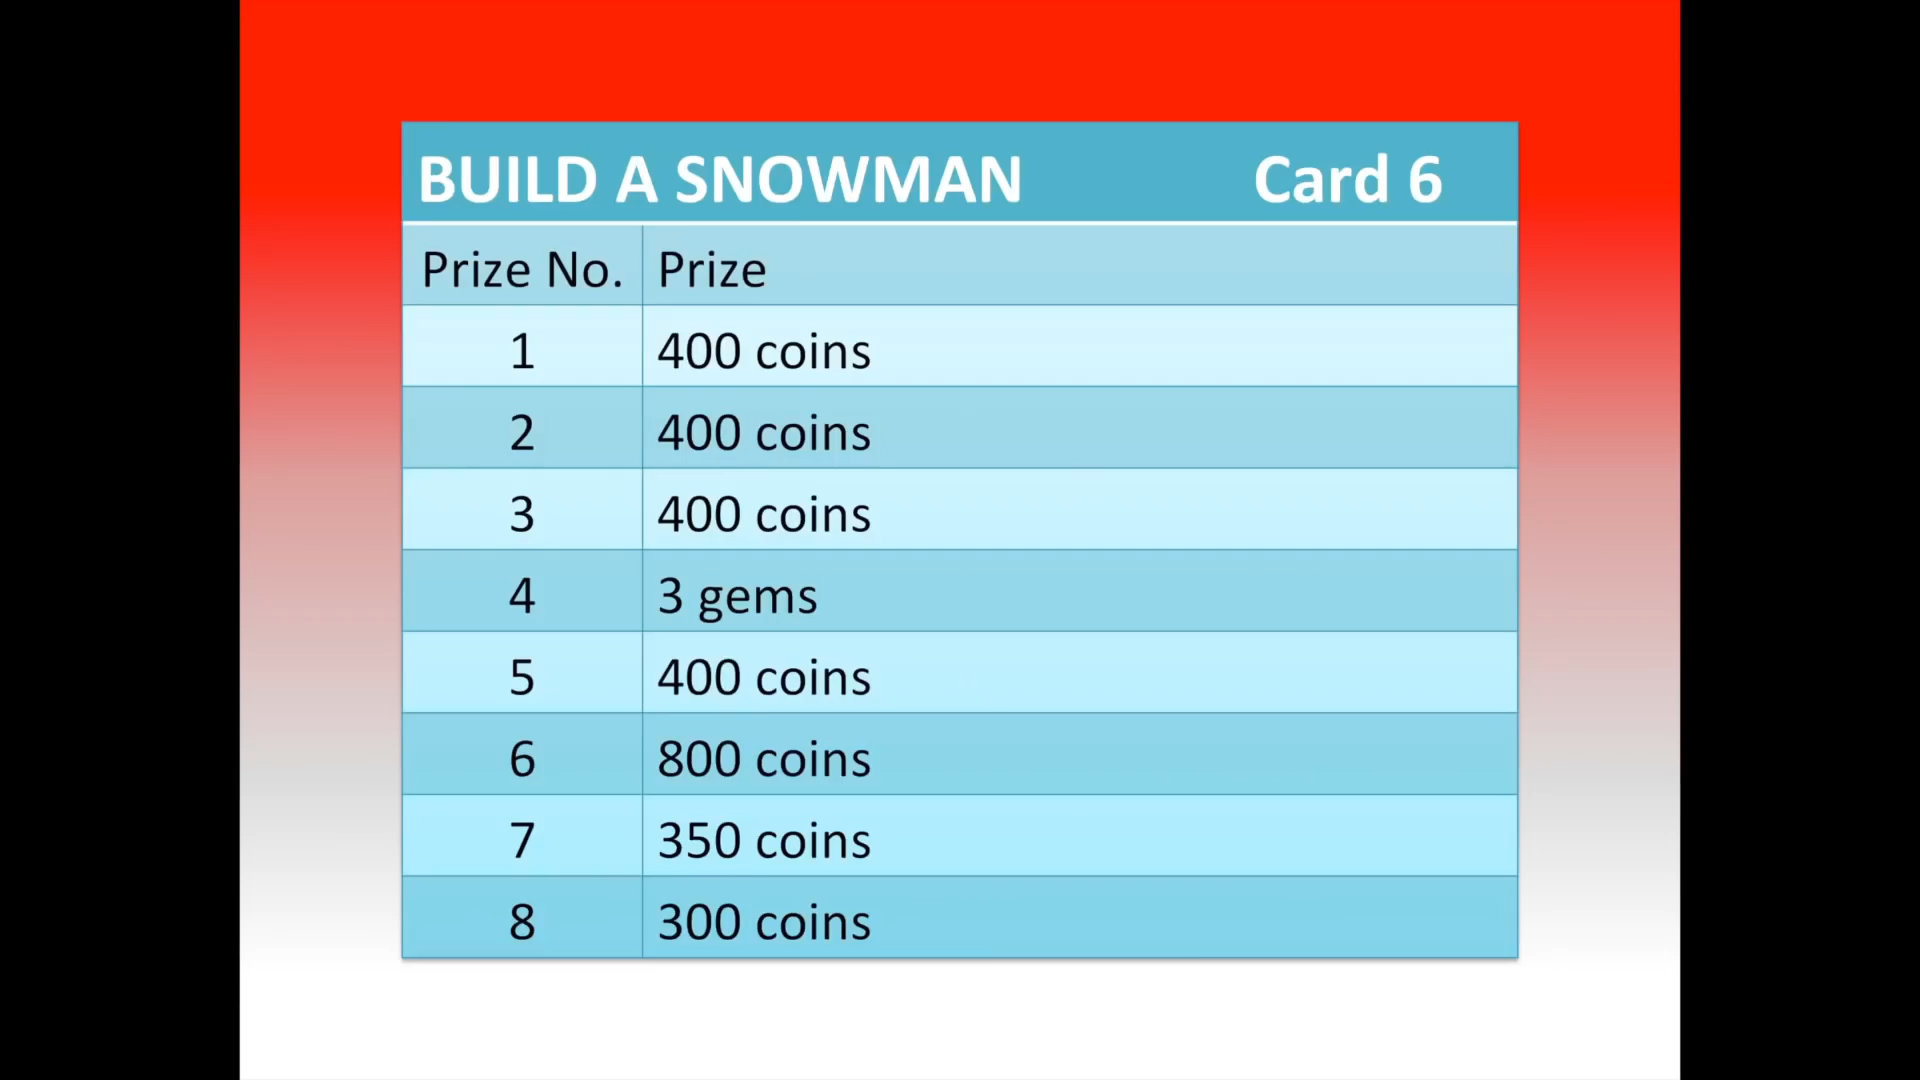 BUILD A SNOWMAN Card 6
Prize No. Prize
1 400 coins
2 400 coins
3 400 coins
4 3 gems
5 400 coins
6 800 coins
7 350 coins
8 300 coins